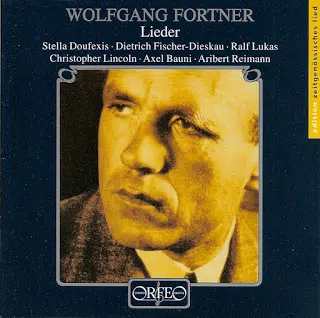 WOLFGANG FORTNER
Lieder
Stella Doufexis · Dietrich Fischer-Dieskau · Ralf Lukas
Christopher Lincoln · Axel Bauni · Aribert Reimann
edition zeitgenössisches lied
ORFEO